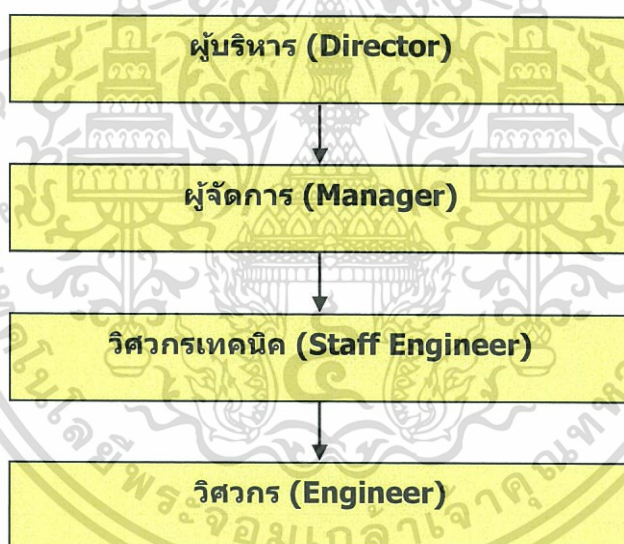 ผู้บริหาร (Director)
ผู้จัดการ (Manager)
วิศวกรเทคนิค (Staff Engineer)
วิศวกร (Engineer)